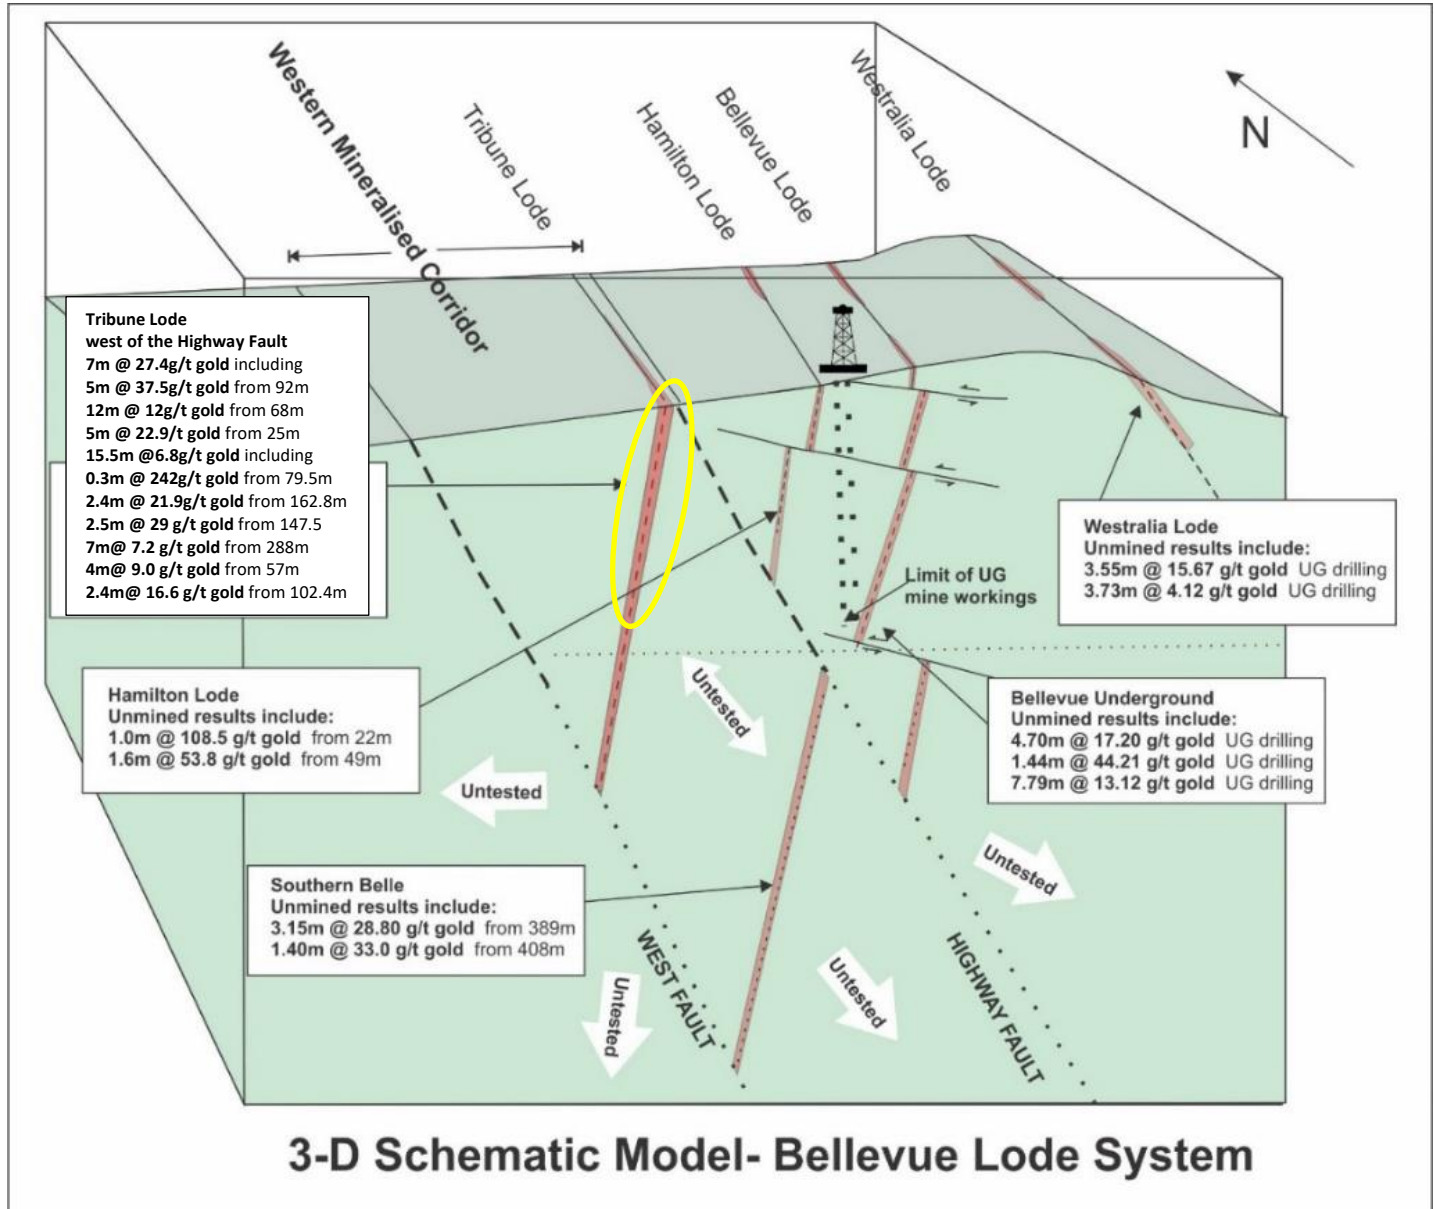 Western Mineralised Corridor
Tribune Lode
Hamilton Lode
Bellevue Lode
Westralia Lode
N
Tribune Lode
west of the Highway Fault
7m @ 27.4g/t gold including
5m @ 37.5g/t gold from 92m
12m @ 12g/t gold from 68m
5m @ 22.9/t gold from 25m
15.5m @6.8g/t gold including
0.3m @ 242g/t gold from 79.5m
2.4m @ 21.9g/t gold from 162.8m
2.5m @ 29 g/t gold from 147.5
7m@ 7.2 g/t gold from 288m
4m@ 9.0 g/t gold from 57m
2.4m@ 16.6 g/t gold from 102.4m
Westralia Lode
Unmined results include:
3.55m @ 15.67 g/t gold UG drilling
3.73m @ 4.12 g/t gold UG drilling
Limit of UG
mine workings
Hamilton Lode
Unmined results include:
1.0m @ 108.5 g/t gold from 22m
1.6m @ 53.8 g/t gold from 49m
Untested
Bellevue Underground
Unmined results include:
4.70m @ 17.20 g/t gold UG drilling
1.44m @ 44.21 g/t gold UG drilling
7.79m @ 13.12 g/t gold UG drilling
Untested
Untested
Southern Belle
Unmined results include:
3.15m @ 28.80 g/t gold from 389m
1.40m @ 33.0 g/t gold from 408m
WEST FAULT
HIGHWAY FAULT
Untested
Untested
3-D Schematic Model- Bellevue Lode System